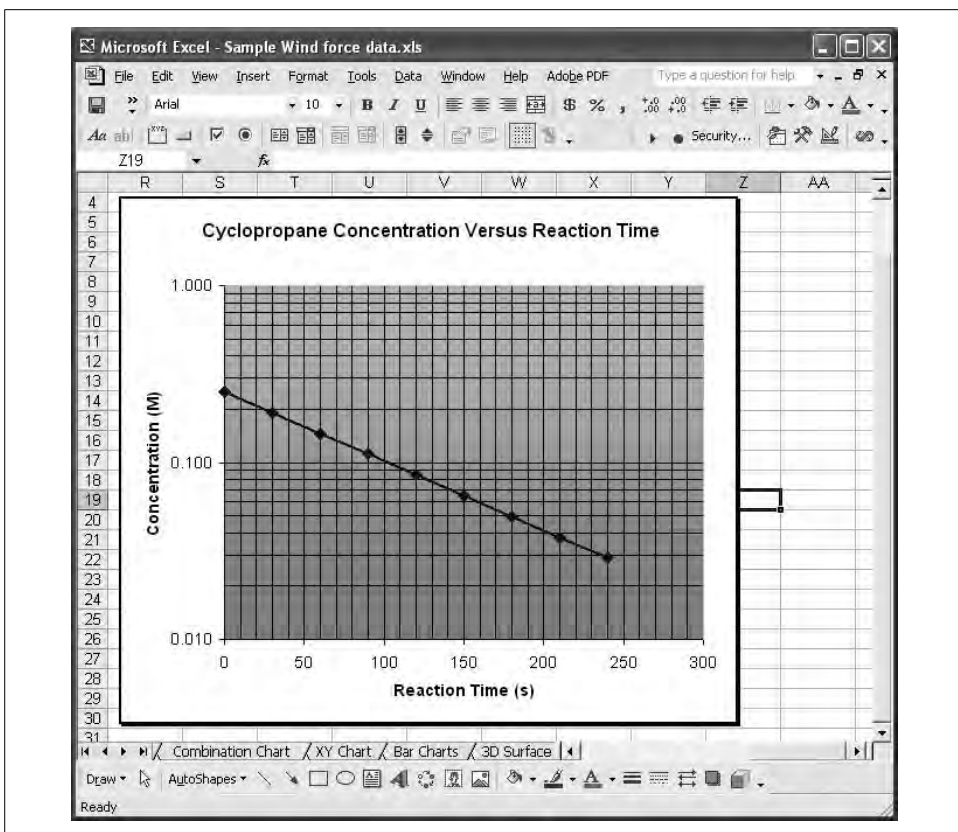 Microsoft Excel - Sample Wind force data.xls
File Edit View Insert Format Tools Data Window Help Adobe PDF Type a question for help
Arial 10 B I U $ % , .00
Aa ab| XYZ Security...
Z19 fx
R S T U V W X Y Z AA
4
5
6
7
8
9
10
11
12
13
14
15
16
17
18
19
20
21
22
23
24
25
26
27
28
29
30
31
Cyclopropane Concentration Versus Reaction Time
Concentration (M)
1.000
0.100
0.010
0 50 100 150 200 250 300
Reaction Time (s)
Combination Chart XY Chart Bar Charts 3D Surface
Draw AutoShapes A A
Ready